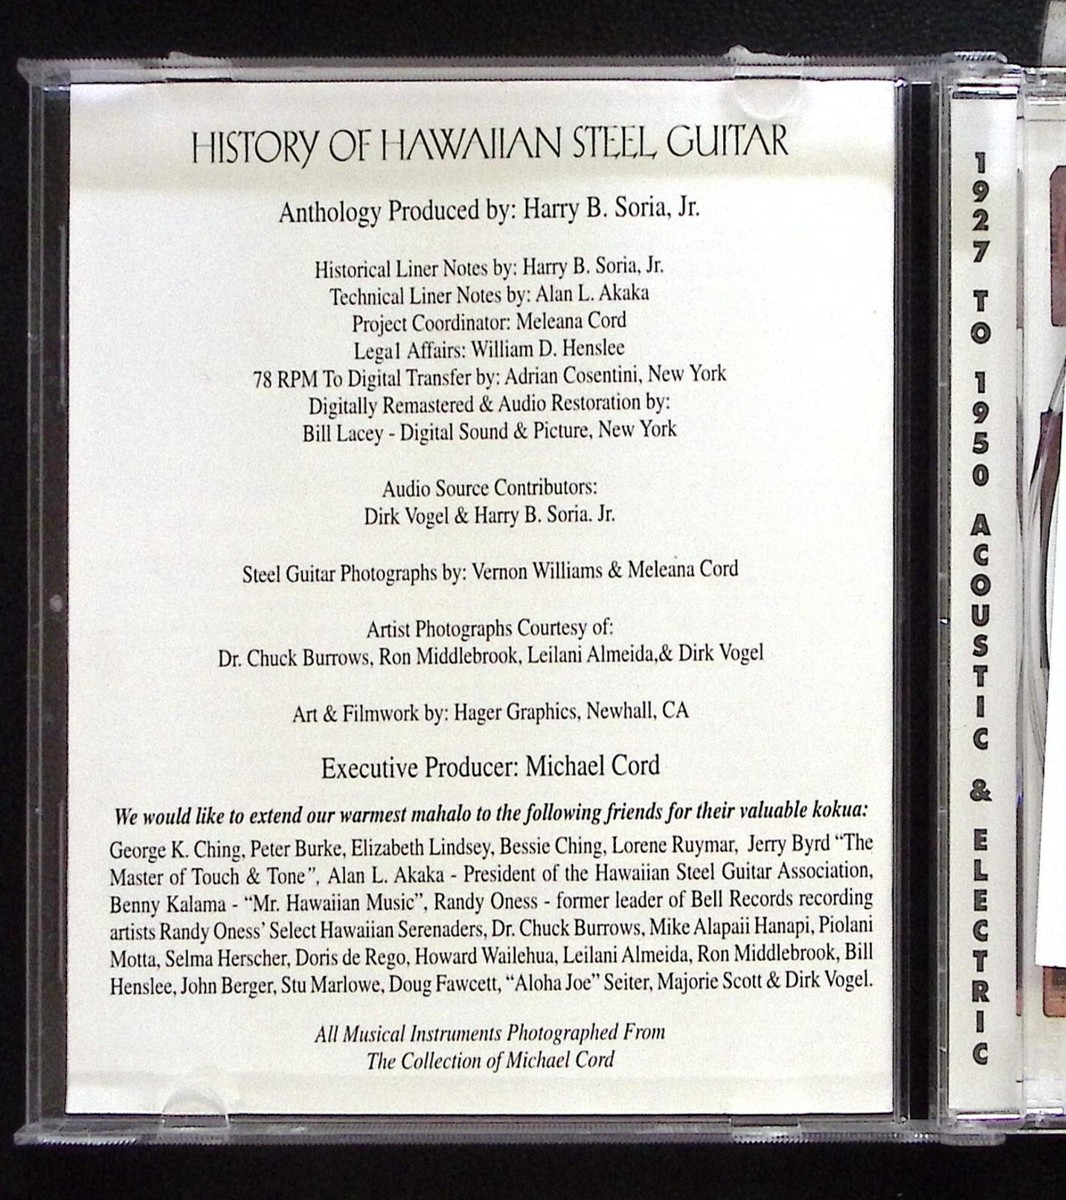 HISTORY OF HAWAIIAN STEEL GUITAR
Anthology Produced by: Harry B. Soria, Jr.
Historical Liner Notes by: Harry B. Soria, Jr.
Technical Liner Notes by: Alan L. Akaka
Project Coordinator: Meleana Cord
Legal Affairs: William D. Henslee
78 RPM To Digital Transfer by: Adrian Cosentini, New York
Digitally Remastered & Audio Restoration by:
Bill Lacey - Digital Sound & Picture, New York
Audio Source Contributors:
Dirk Vogel & Harry B. Soria. Jr.
Steel Guitar Photographs by: Vernon Williams & Meleana Cord
Artist Photographs Courtesy of:
Dr. Chuck Burrows, Ron Middlebrook, Leilani Almeida,& Dirk Vogel
Art & Filmwork by: Hager Graphics, Newhall, CA
Executive Producer: Michael Cord
We would like to extend our warmest mahalo to the following friends for their valuable kokua:
George K. Ching, Peter Burke, Elizabeth Lindsey, Bessie Ching, Lorene Ruymar, Jerry Byrd “The
Master of Touch & Tone”, Alan L. Akaka - President of the Hawaiian Steel Guitar Association,
Benny Kalama - “Mr. Hawaiian Music”, Randy Oness - former leader of Bell Records recording
artists Randy Oness’ Select Hawaiian Serenaders, Dr. Chuck Burrows, Mike Alapaii Hanapi, Piolani
Motta, Selma Herscher, Doris de Rego, Howard Wailehua, Leilani Almeida, Ron Middlebrook, Bill
Henslee, John Berger, Stu Marlowe, Doug Fawcett, “Aloha Joe” Seiter, Majorie Scott & Dirk Vogel.
All Musical Instruments Photographed From
The Collection of Michael Cord
1927 TO 1950 ACOUSTIC & ELECTRIC